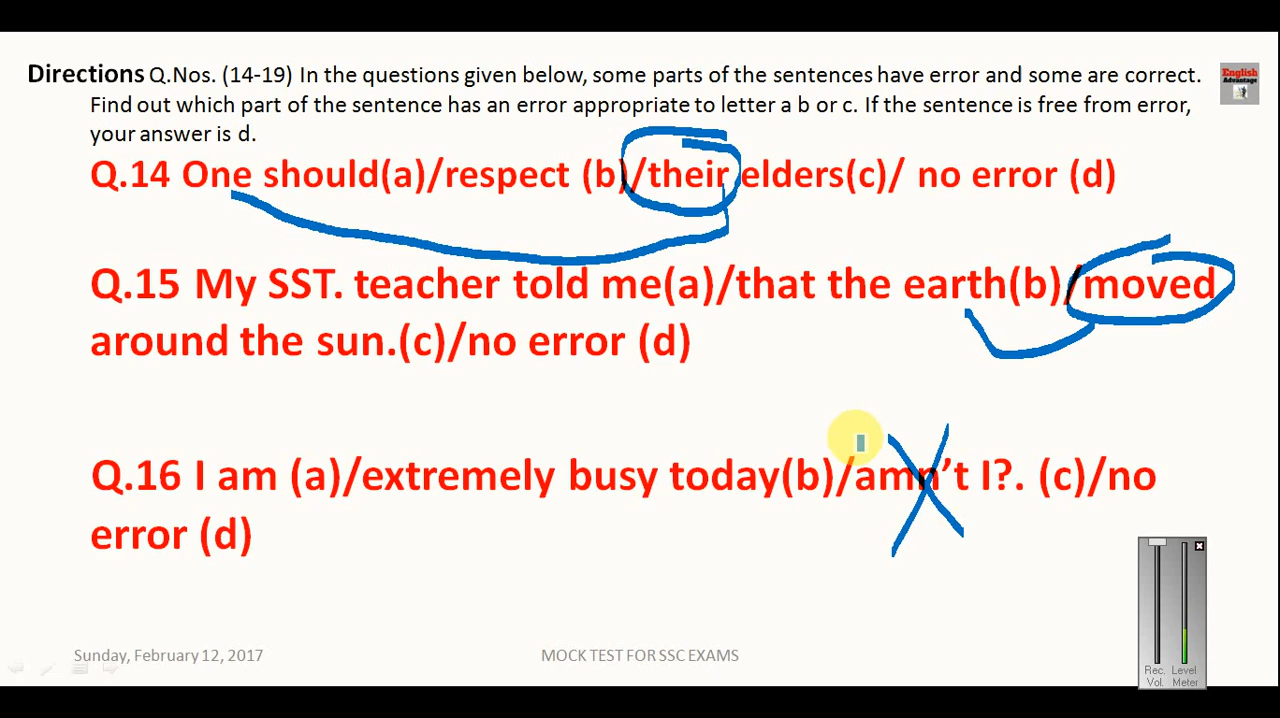 Directions Q.Nos. (14-19) In the questions given below, some parts of the sentences have error and some are correct.
Find out which part of the sentence has an error appropriate to letter a b or c. If the sentence is free from error,
your answer is d.
English
Advantage
Q.14 One should(a)/respect (b)/their elders(c)/ no error (d)
Q.15 My SST. teacher told me(a)/that the earth(b)/moved
around the sun.(c)/no error (d)
Q.16 I am (a)/extremely busy today(b)/amn’t I?. (c)/no
error (d)
Sunday, February 12, 2017
MOCK TEST FOR SSC EXAMS
Rec. Level
Vol. Meter